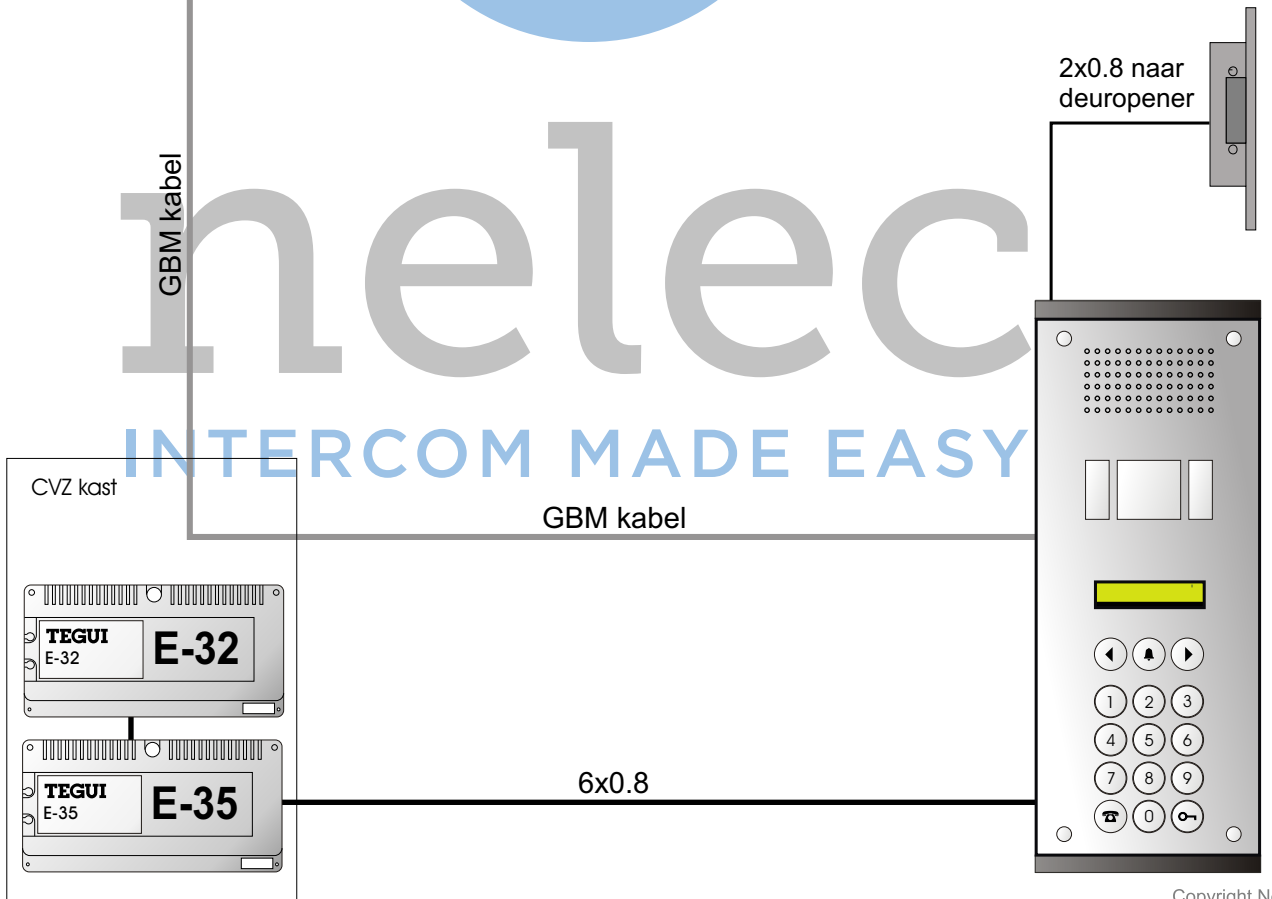 2x0.8 naar
deuropener
GBM kabel
nelec
INTERCOM MADE EASY
CVZ kast
GBM kabel
TEGUI
E-32
E-32
TEGUI
E-35
E-35
6x0.8
1 2 3
4 5 6
7 8 9
0
Copyright